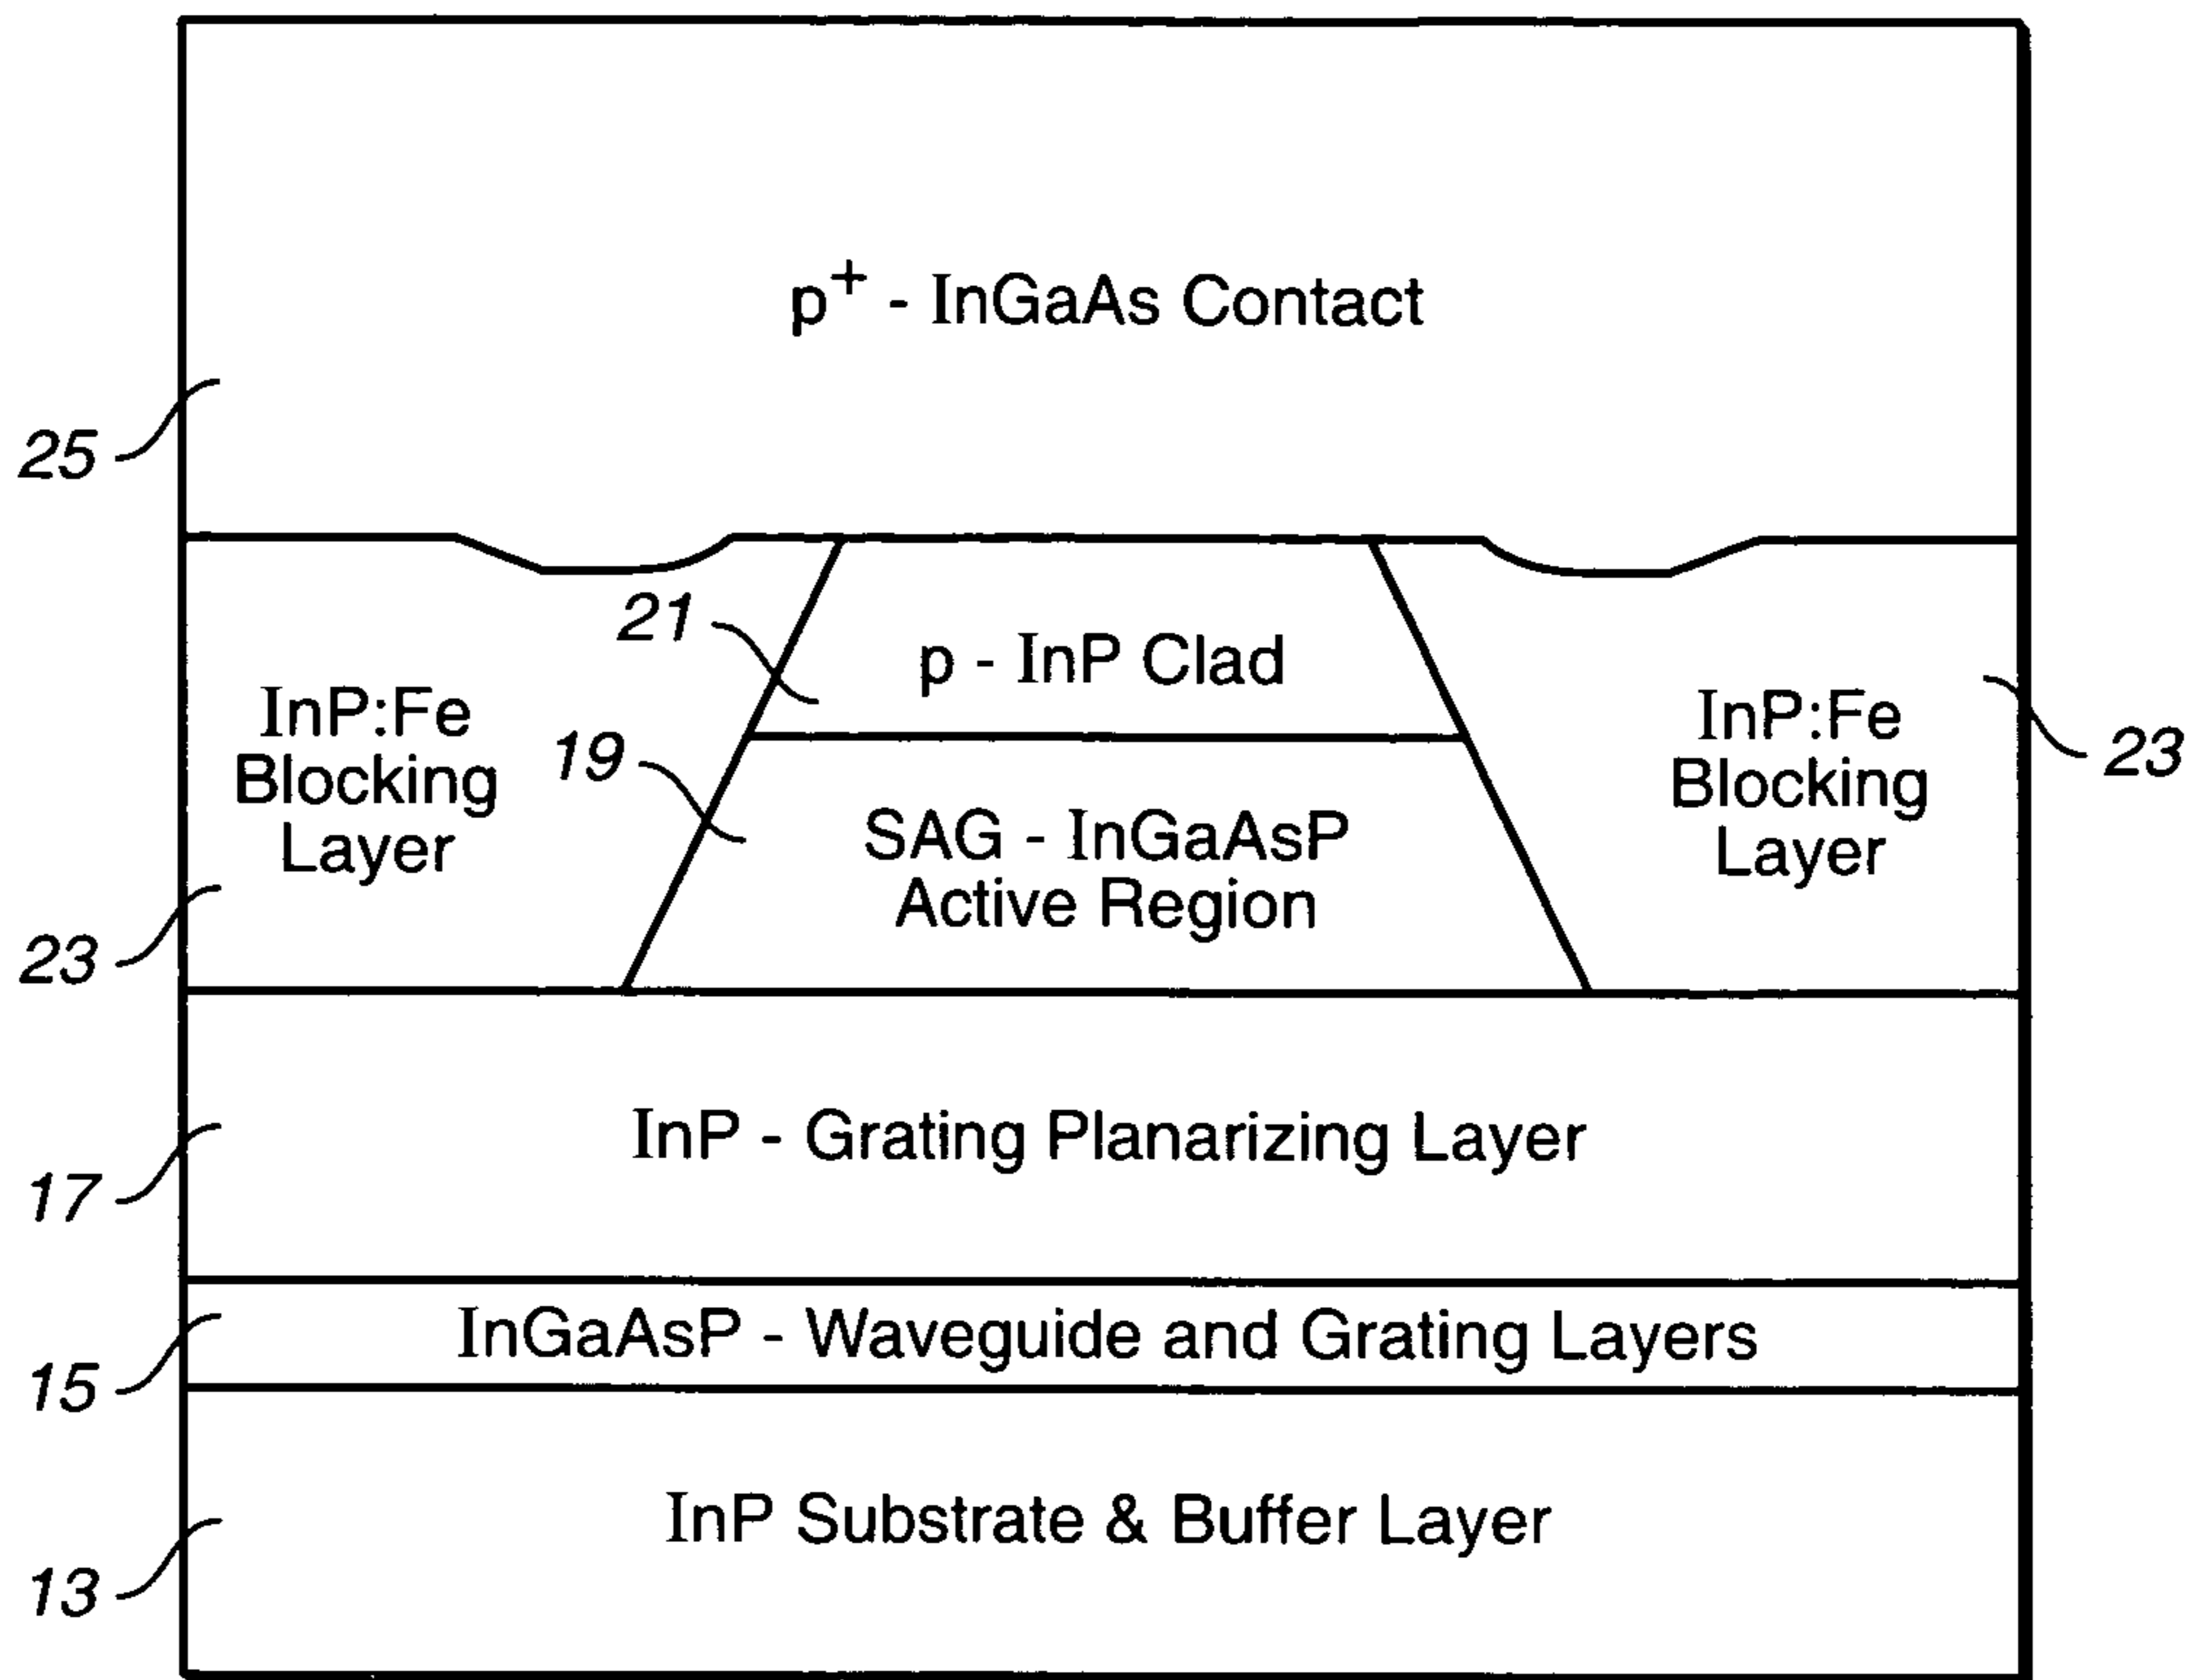 p+ - InGaAs Contact
25
21
p - InP Clad
InP:Fe
Blocking
Layer
InP:Fe
Blocking
Layer
23
19
SAG - InGaAsP
Active Region
23
InP - Grating Planarizing Layer
17
InGaAsP - Waveguide and Grating Layers
15
InP Substrate & Buffer Layer
13